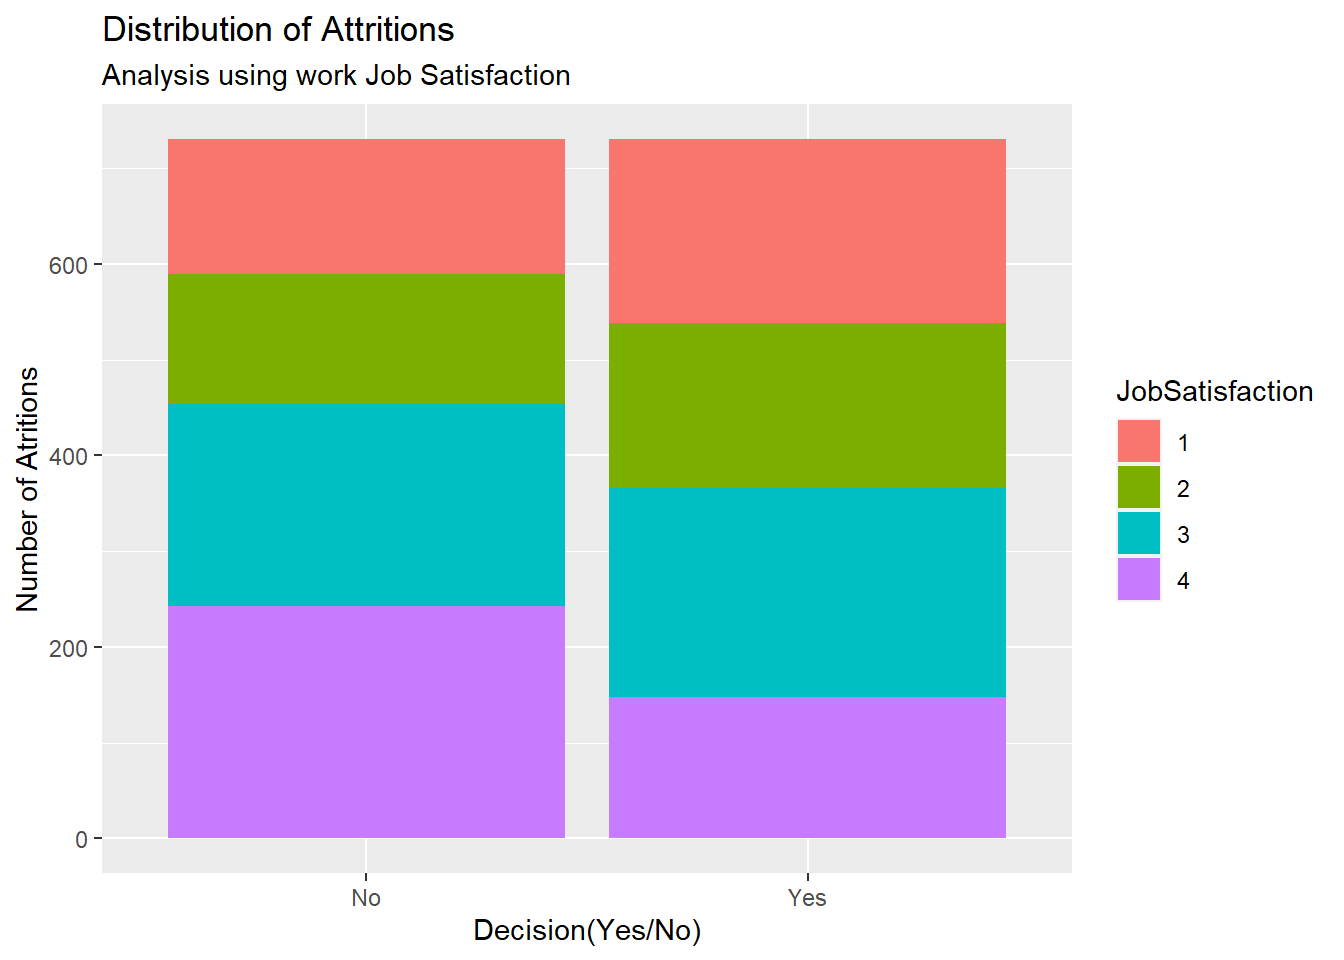 Distribution of Attritions
Analysis using work Job Satisfaction
Number of Atritions
600
400
200
0
No
Yes
Decision(Yes/No)
JobSatisfaction
1
2
3
4